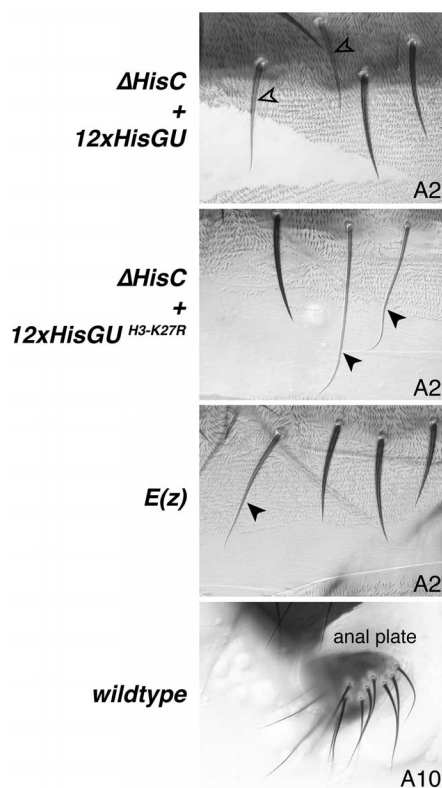 ΔHisC
+
12xHisGU
A2
ΔHisC
+
12xHisGU H3-K27R
A2
E(z)
A2
anal plate
wildtype
A10